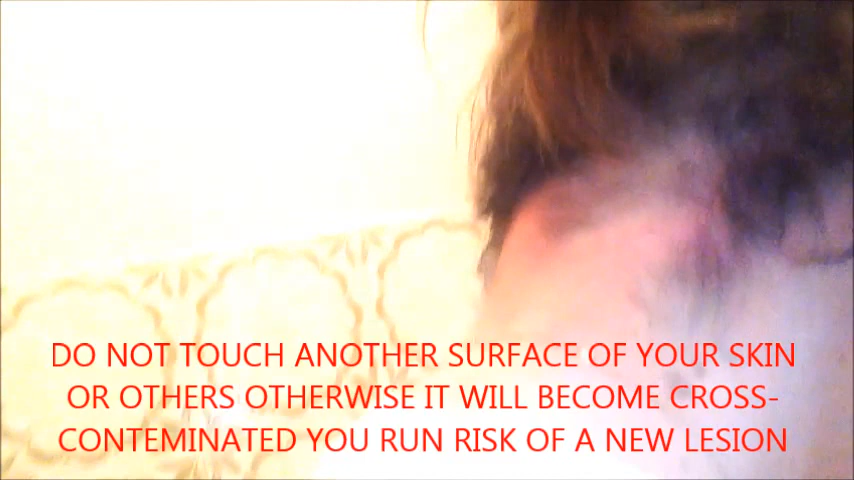 DO NOT TOUCH ANOTHER SURFACE OF YOUR SKIN
OR OTHERS OTHERWISE IT WILL BECOME CROSS-
CONTEMINATED YOU RUN RISK OF A NEW LESION